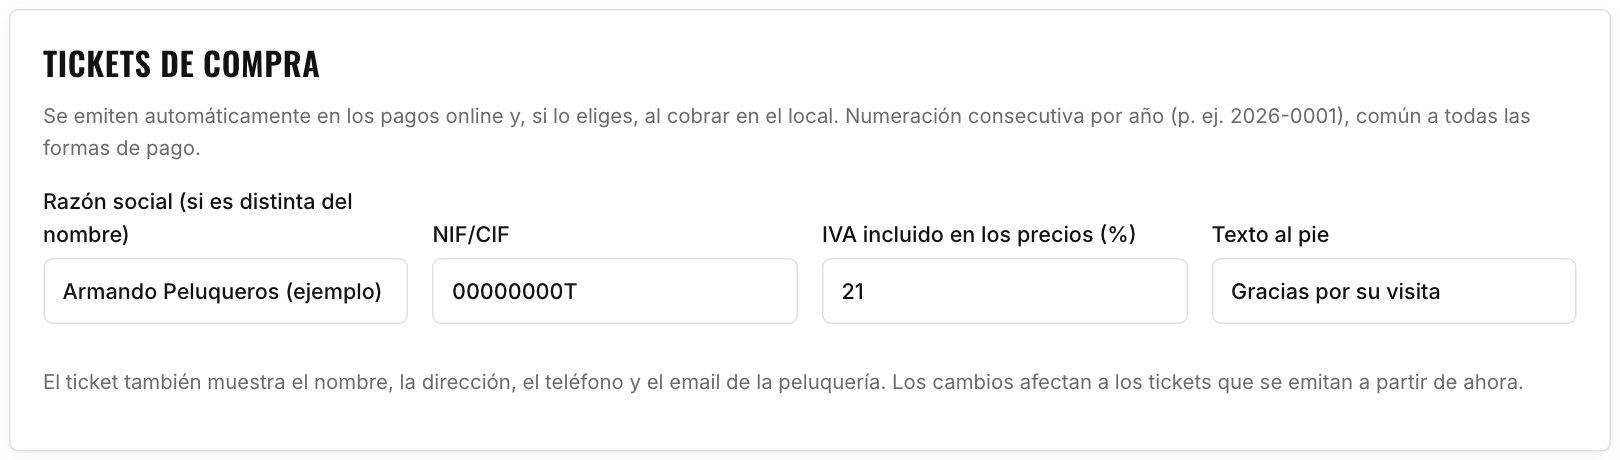 TICKETS DE COMPRA
Se emiten automáticamente en los pagos online y, si lo eliges, al cobrar en el local. Numeración consecutiva por año (p. ej. 2026-0001), común a todas las
formas de pago.
Razón social (si es distinta del
nombre)
NIF/CIF
IVA incluido en los precios (%)
Texto al pie
Armando Peluqueros (ejemplo)
00000000T
21
Gracias por su visita
El ticket también muestra el nombre, la dirección, el teléfono y el email de la peluquería. Los cambios afectan a los tickets que se emitan a partir de ahora.